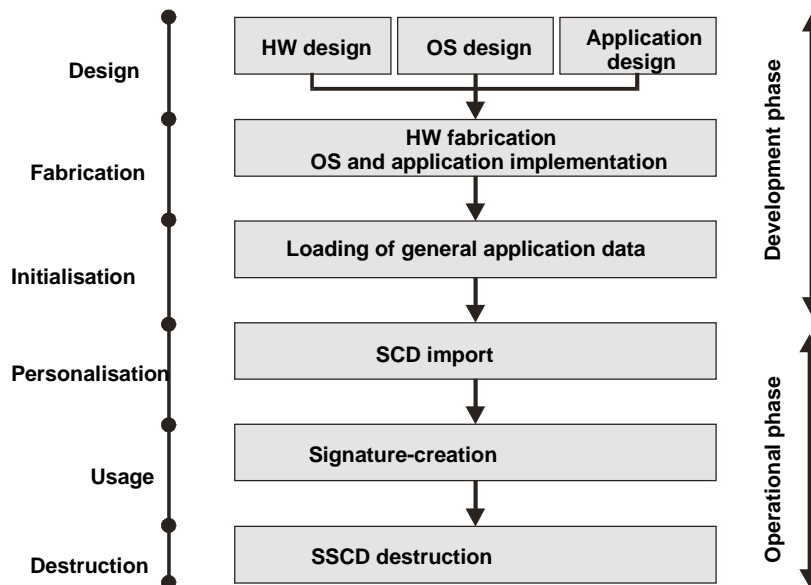 HW design
OS design
Application
design
Design
HW fabrication
OS and application implementation
Fabrication
Development phase
Loading of general application data
Initialisation
SCD import
Personalisation
Signature-creation
Usage
Operational phase
SSCD destruction
Destruction